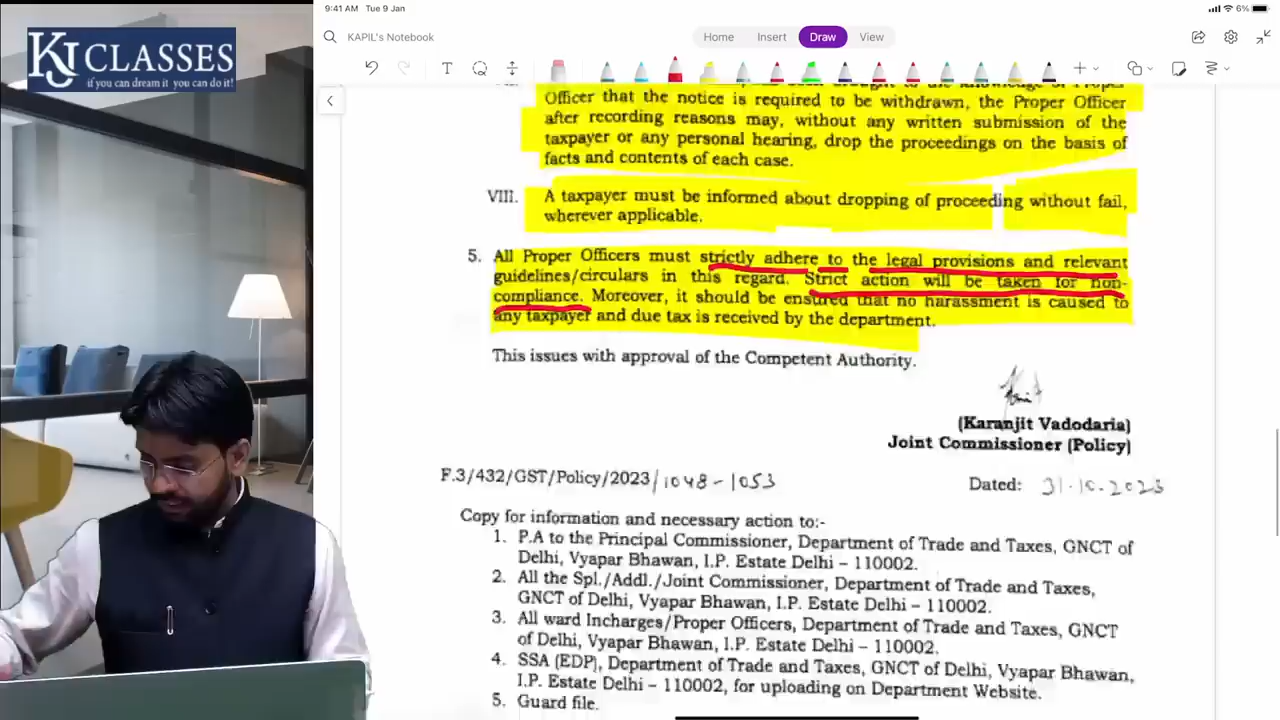 KJ CLASSES
if you can dream it you can do it!
9:41 AM Tue 9 Jan
6%
KAPIL's Notebook
Home Insert Draw View
Officer that the notice is required to be withdrawn, the Proper Officer
after recording reasons may, without any written submission of the
taxpayer or any personal hearing, drop the proceedings on the basis of
facts and contents of each case.
VIII. A taxpayer must be informed about dropping of proceeding without fail,
wherever applicable.
5. All Proper Officers must strictly adhere to the legal provisions and relevant
guidelines/circulars in this regard. Strict action will be taken for non-
compliance. Moreover, it should be ensured that no harassment is caused to
any taxpayer and due tax is received by the department.
This issues with approval of the Competent Authority.
(Karanjit Vadodaria)
Joint Commissioner (Policy)
F.3/432/GST/Policy/2023/1048-1053 Dated: 31.10.2023
Copy for information and necessary action to:-
1. P.A to the Principal Commissioner, Department of Trade and Taxes, GNCT of
Delhi, Vyapar Bhawan, I.P. Estate Delhi – 110002.
2. All the Spl./Addl./Joint Commissioner, Department of Trade and Taxes,
GNCT of Delhi, Vyapar Bhawan, I.P. Estate Delhi – 110002.
3. All ward Incharges/Proper Officers, Department of Trade and Taxes, GNCT
of Delhi, Vyapar Bhawan, I.P. Estate Delhi – 110002.
4. SSA (EDP), Department of Trade and Taxes, GNCT of Delhi, Vyapar Bhawan,
I.P. Estate Delhi – 110002, for uploading on Department Website.
5. Guard file.